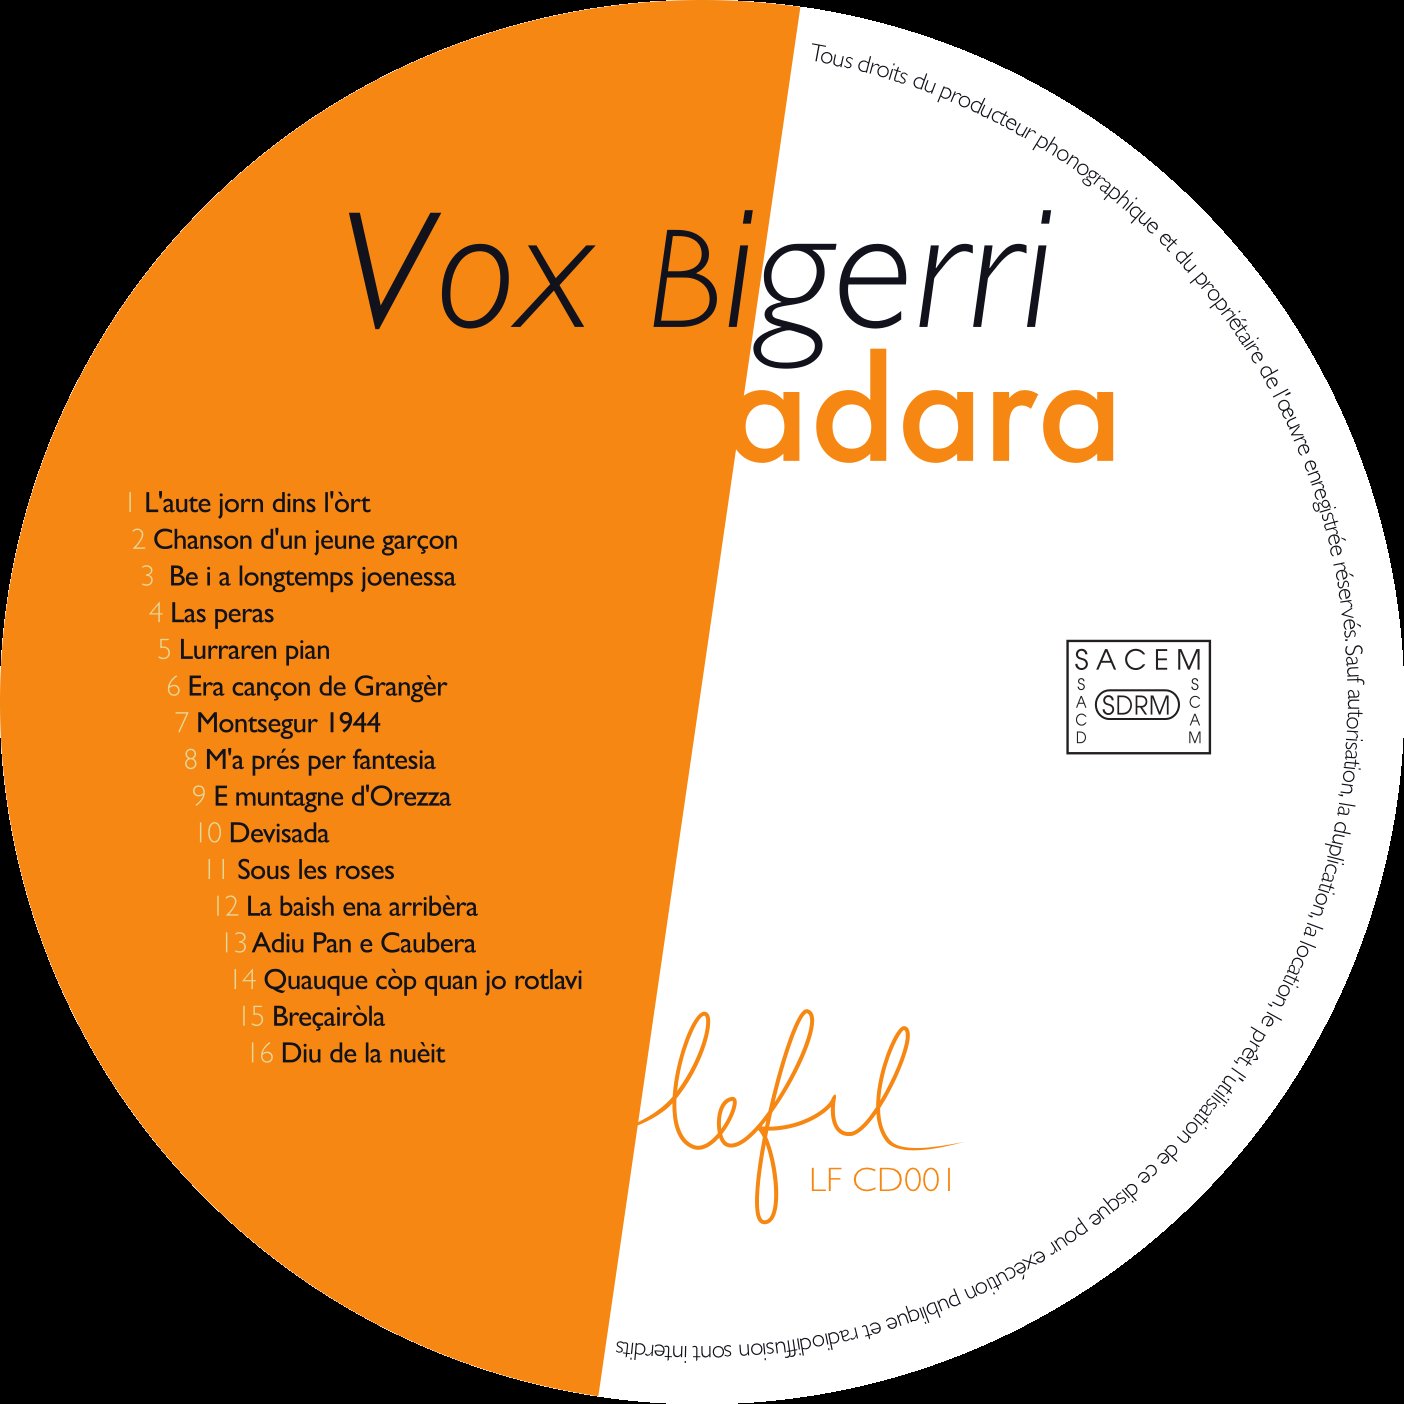 Vox Bigerri
adara
1 L'aute jorn dins l'òrt
2 Chanson d'un jeune garçon
3 Be i a longtemps joenessa
4 Las peras
5 Lurraren pian
6 Era cançon de Grangèr
7 Montsegur 1944
8 M'a prés per fantesia
9 E muntagne d'Orezza
10 Devisada
11 Sous les roses
12 La baish ena arribèra
13 Adiu Pan e Caubera
14 Quauque còp quan jo rotlavi
15 Breçairòla
16 Diu de la nuèit
SACEM
SACD
SDRM
SCAM
lefil
LF CD001
Tous droits du producteur phonographique et du propriétaire de l'œuvre enregistrée réservés. Sauf autorisation, la duplication, la location, le prêt, l'utilisation de ce disque pour exécution publique et radiodiffusion sont interdits